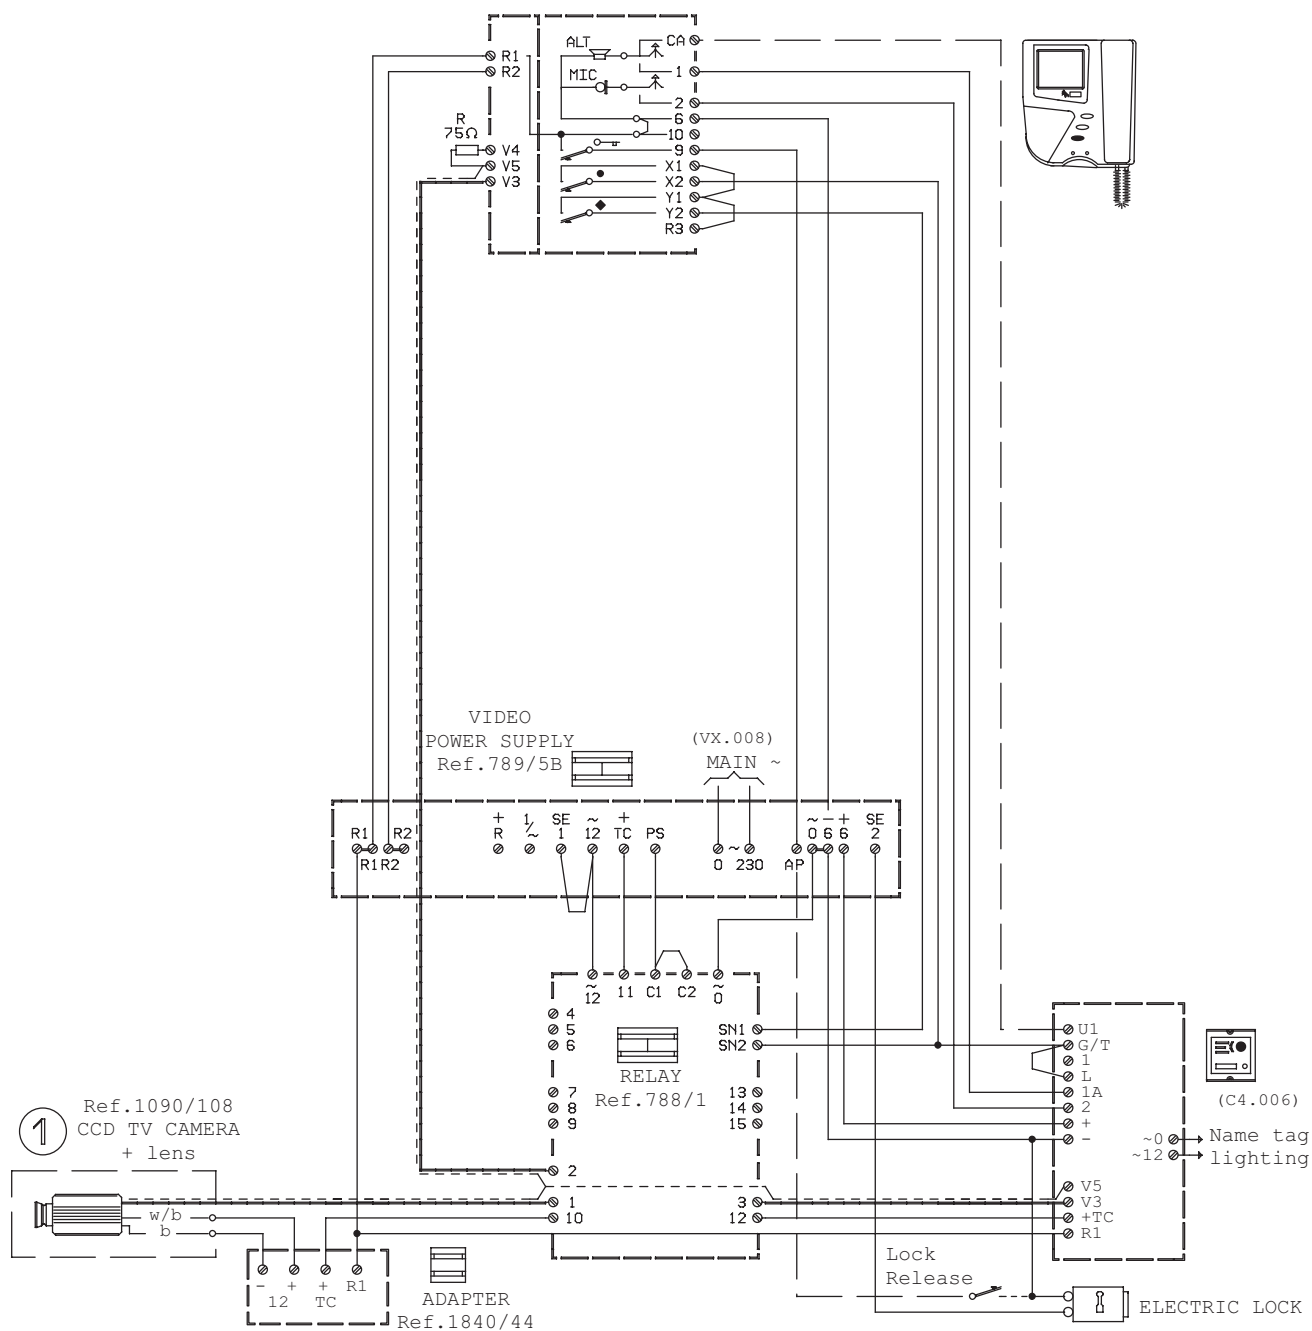 ALT
CA
R1
R2
MIC
1
2
R
75Ω
6
10
V4
9
V5
X1
V3
X2
Y1
Y2
R3
VIDEO
POWER SUPPLY
Ref.789/5B
(VX.008)
MAIN ~
R1 R2
+ R
1/~
SE 1
~ 12
+ TC
PS
~ 0
– 6
+ 6
SE 2
R1 R2
0 ~ 230
AP
~ 12
11
C1
C2
~ 0
4
5
6
SN1
SN2
RELAY
Ref.788/1
7
8
9
13
14
15
2
1
10
3
12
U1
G/T
1
L
1A
2
+
-
~0
~12
Name tag
lighting
(C4.006)
V5
V3
+TC
R1
1
Ref.1090/108
CCD TV CAMERA
+ lens
w/b
b
- +
12
+
TC
R1
ADAPTER
Ref.1840/44
Lock
Release
ELECTRIC LOCK